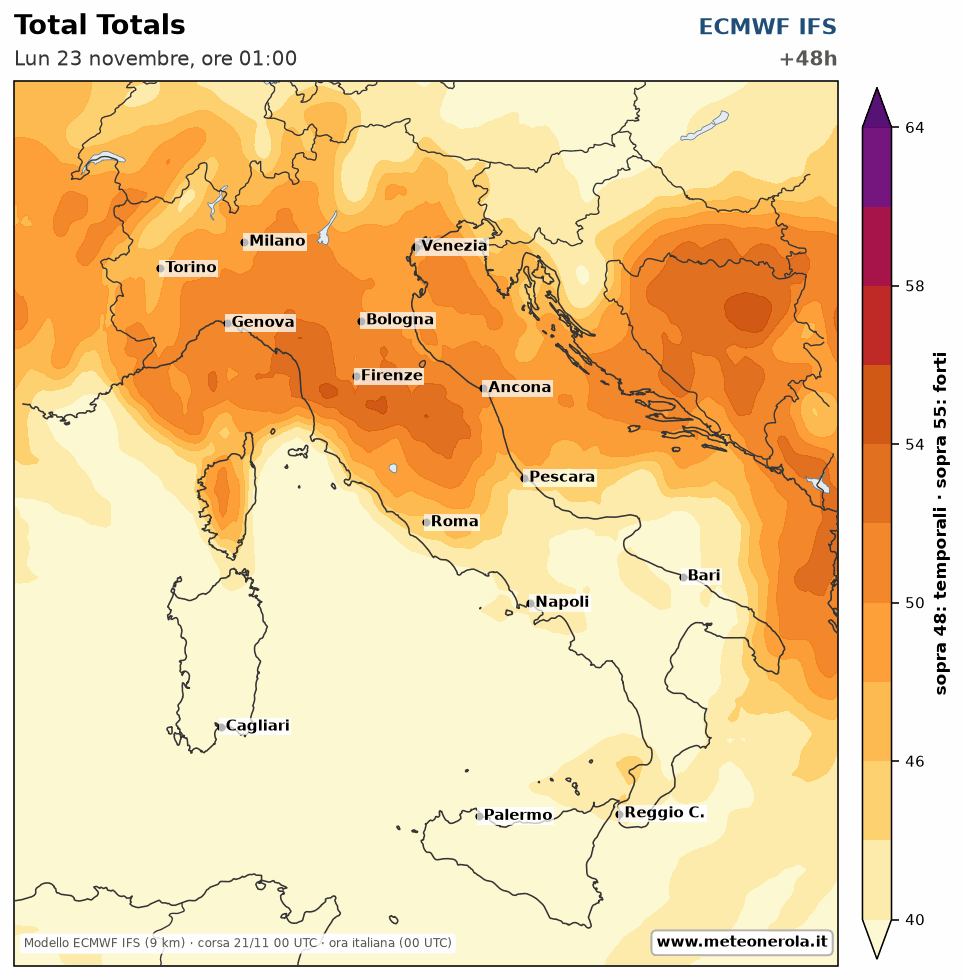 Total Totals
ECMWF IFS
Lun 23 novembre, ore 01:00
+48h
Milano
Venezia
Torino
Genova
Bologna
Firenze
Ancona
Pescara
Roma
Bari
Napoli
Cagliari
Palermo
Reggio C.
64
58
54
50
46
40
sopra 48: temporali · sopra 55: forti
Modello ECMWF IFS (9 km) · corsa 21/11 00 UTC · ora italiana (00 UTC)
www.meteonerola.it